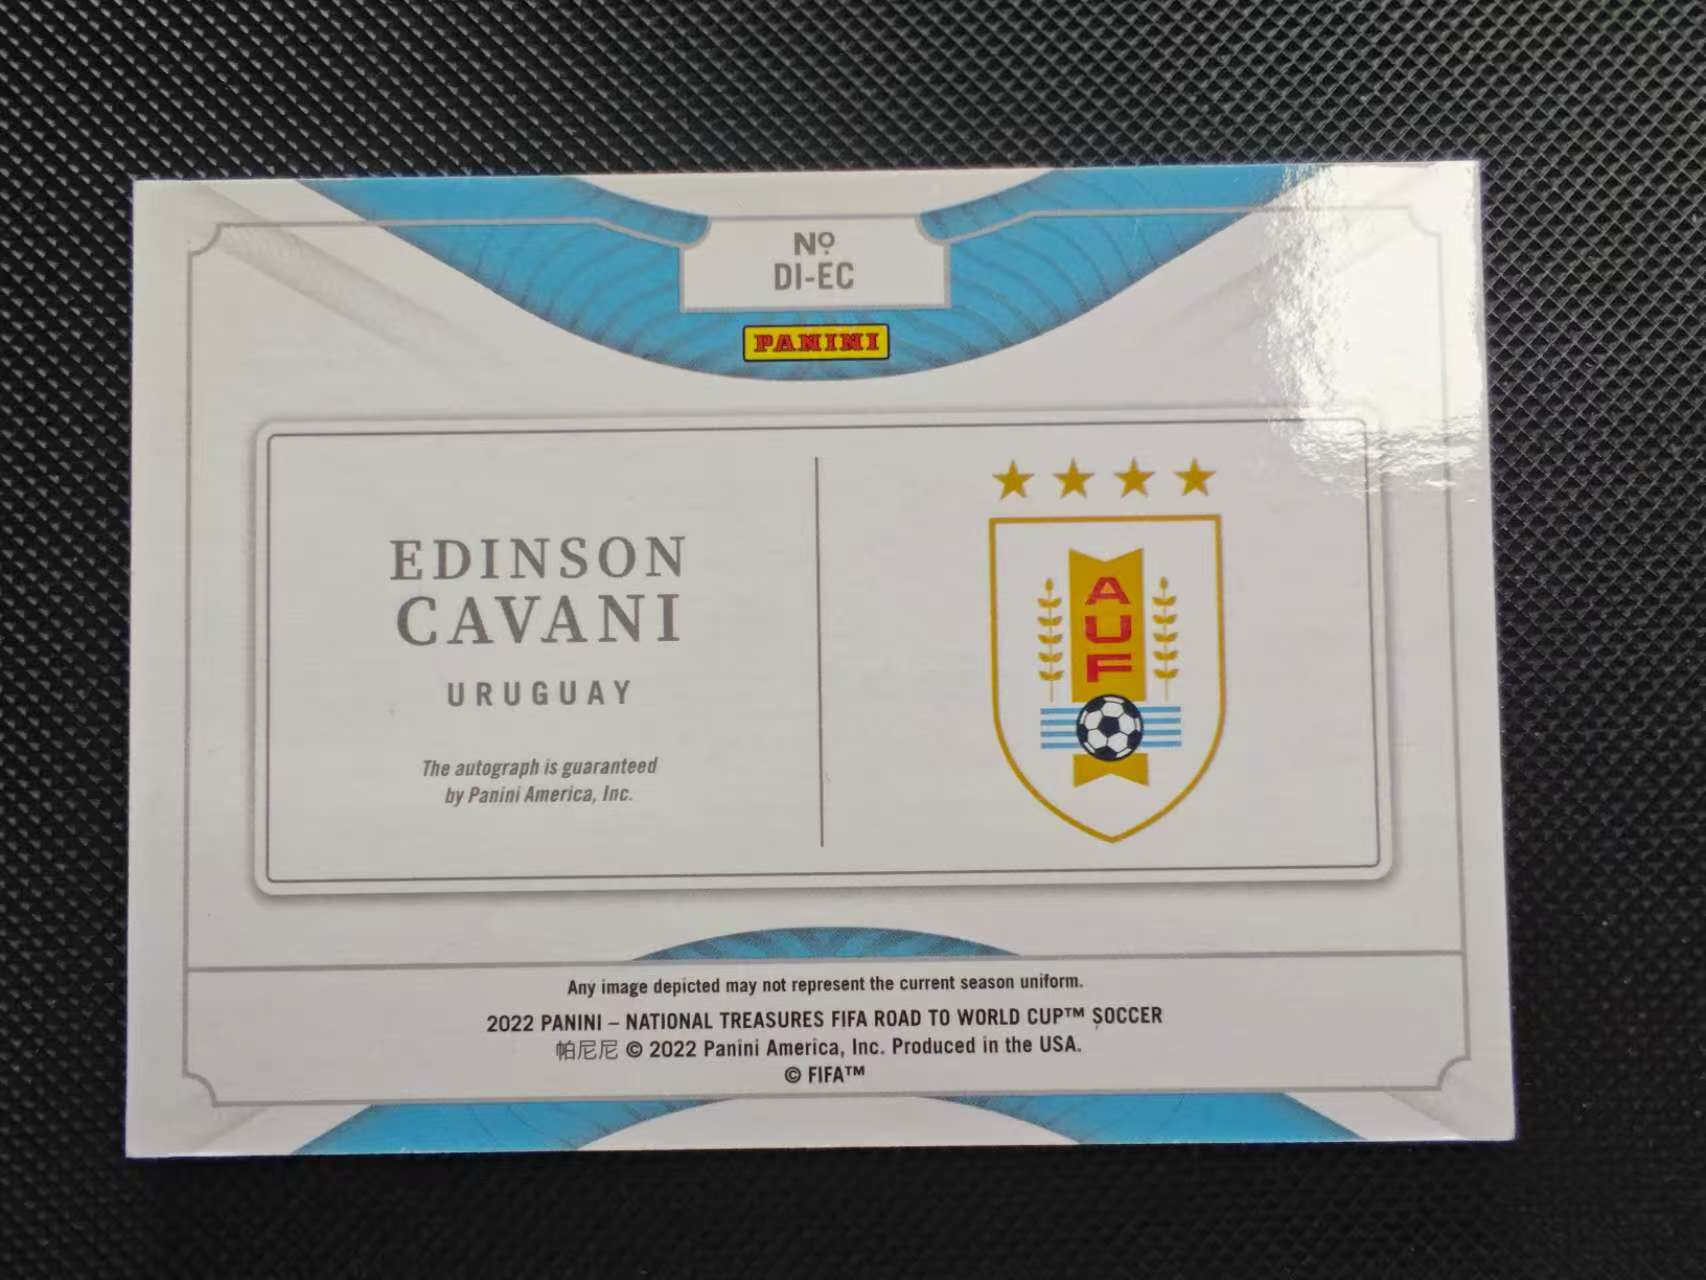 Nº
DI-EC
PANINI
EDINSON
CAVANI
URUGUAY
The autograph is guaranteed
by Panini America, Inc.
A
U
F
Any image depicted may not represent the current season uniform.
2022 PANINI – NATIONAL TREASURES FIFA ROAD TO WORLD CUP™ SOCCER
帕尼尼 © 2022 Panini America, Inc. Produced in the USA.
© FIFA™